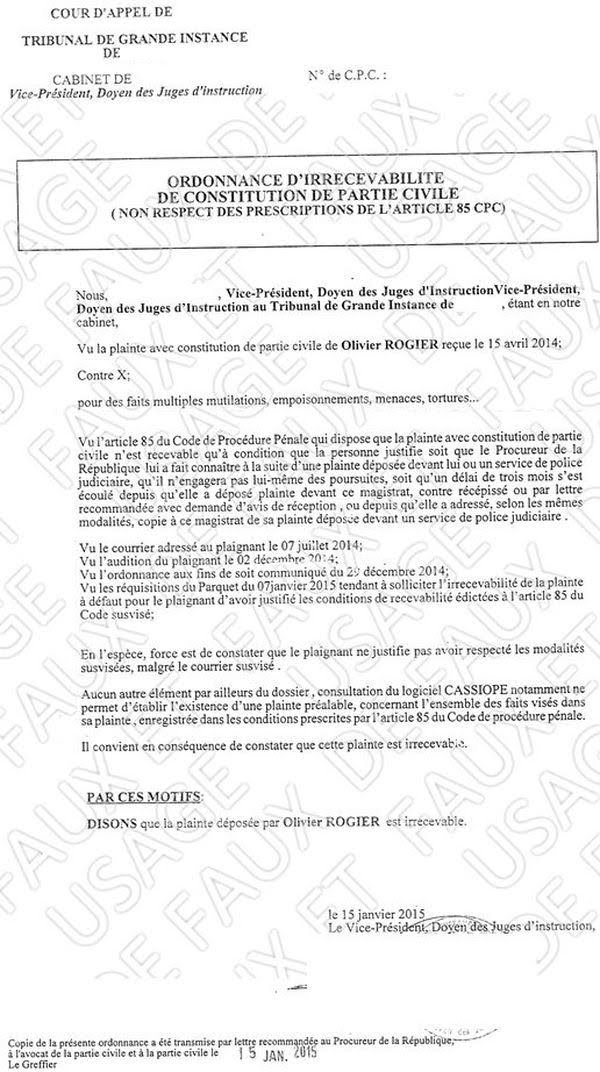 COUR D'APPEL DE
TRIBUNAL DE GRANDE INSTANCE
DE
CABINET DE
N° de C.P.C. :
Vice-Président, Doyen des Juges d'instruction
ORDONNANCE D'IRRECEVABILITE
DE CONSTITUTION DE PARTIE CIVILE
( NON RESPECT DES PRESCRIPTIONS DE L'ARTICLE 85 CPC)
Nous, , Vice-Président, Doyen des Juges d'InstructionVice-Président,
Doyen des Juges d'Instruction au Tribunal de Grande Instance de , étant en notre
cabinet,
Vu la plainte avec constitution de partie civile de Olivier ROGIER reçue le 15 avril 2014;
Contre X;
pour des faits multiples mutilations, empoisonnements, menaces, tortures...
Vu l'article 85 du Code de Procédure Pénale qui dispose que la plainte avec constitution de partie
civile n'est recevable qu'à condition que la personne justifie soit que le Procureur de la
République lui a fait connaître à la suite d'une plainte déposée devant lui ou un service de police
judiciaire, qu'il n'engagera pas lui-même des poursuites, soit qu'un délai de trois mois s'est
écoulé depuis qu'elle a déposé plainte devant ce magistrat, contre récépissé ou par lettre
recommandée avec demande d'avis de réception , ou depuis qu'elle a adressé, selon les mêmes
modalités, copie à ce magistrat de sa plainte déposée devant un service de police judiciaire .
Vu le courrier adressé au plaignant le 07 juillet 2014;
Vu l'audition du plaignant le 02 décembre 2014;
Vu l'ordonnance aux fins de soit communiqué du 29 décembre 2014;
Vu les réquisitions du Parquet du 07janvier 2015 tendant à solliciter l'irrecevabilité de la plainte
à défaut pour le plaignant d'avoir justifié les conditions de recevabilité édictées à l'article 85 du
Code susvisé;
En l'espèce, force est de constater que le plaignant ne justifie pas avoir respecté les modalités
susvisées, malgré le courrier susvisé .
Aucun autre élément par ailleurs du dossier , consultation du logiciel CASSIOPE notamment ne
permet d'établir l'existence d'une plainte préalable, concernant l'ensemble des faits visés dans
sa plainte , enregistrée dans les conditions prescrites par l'article 85 du Code de procédure pénale.
Il convient en conséquence de constater que cette plainte est irrecevable.
PAR CES MOTIFS:
DISONS que la plainte déposée par Olivier ROGIER est irrecevable.
le 15 janvier 2015
Le Vice-Président, Doyen des Juges d'instruction,
Copie de la présente ordonnance a été transmise par lettre recommandée au Procureur de la République,
à l'avocat de la partie civile et à la partie civile le 15 JAN. 2015
Le Greffier
FAUX ET USAGE DE FAUX